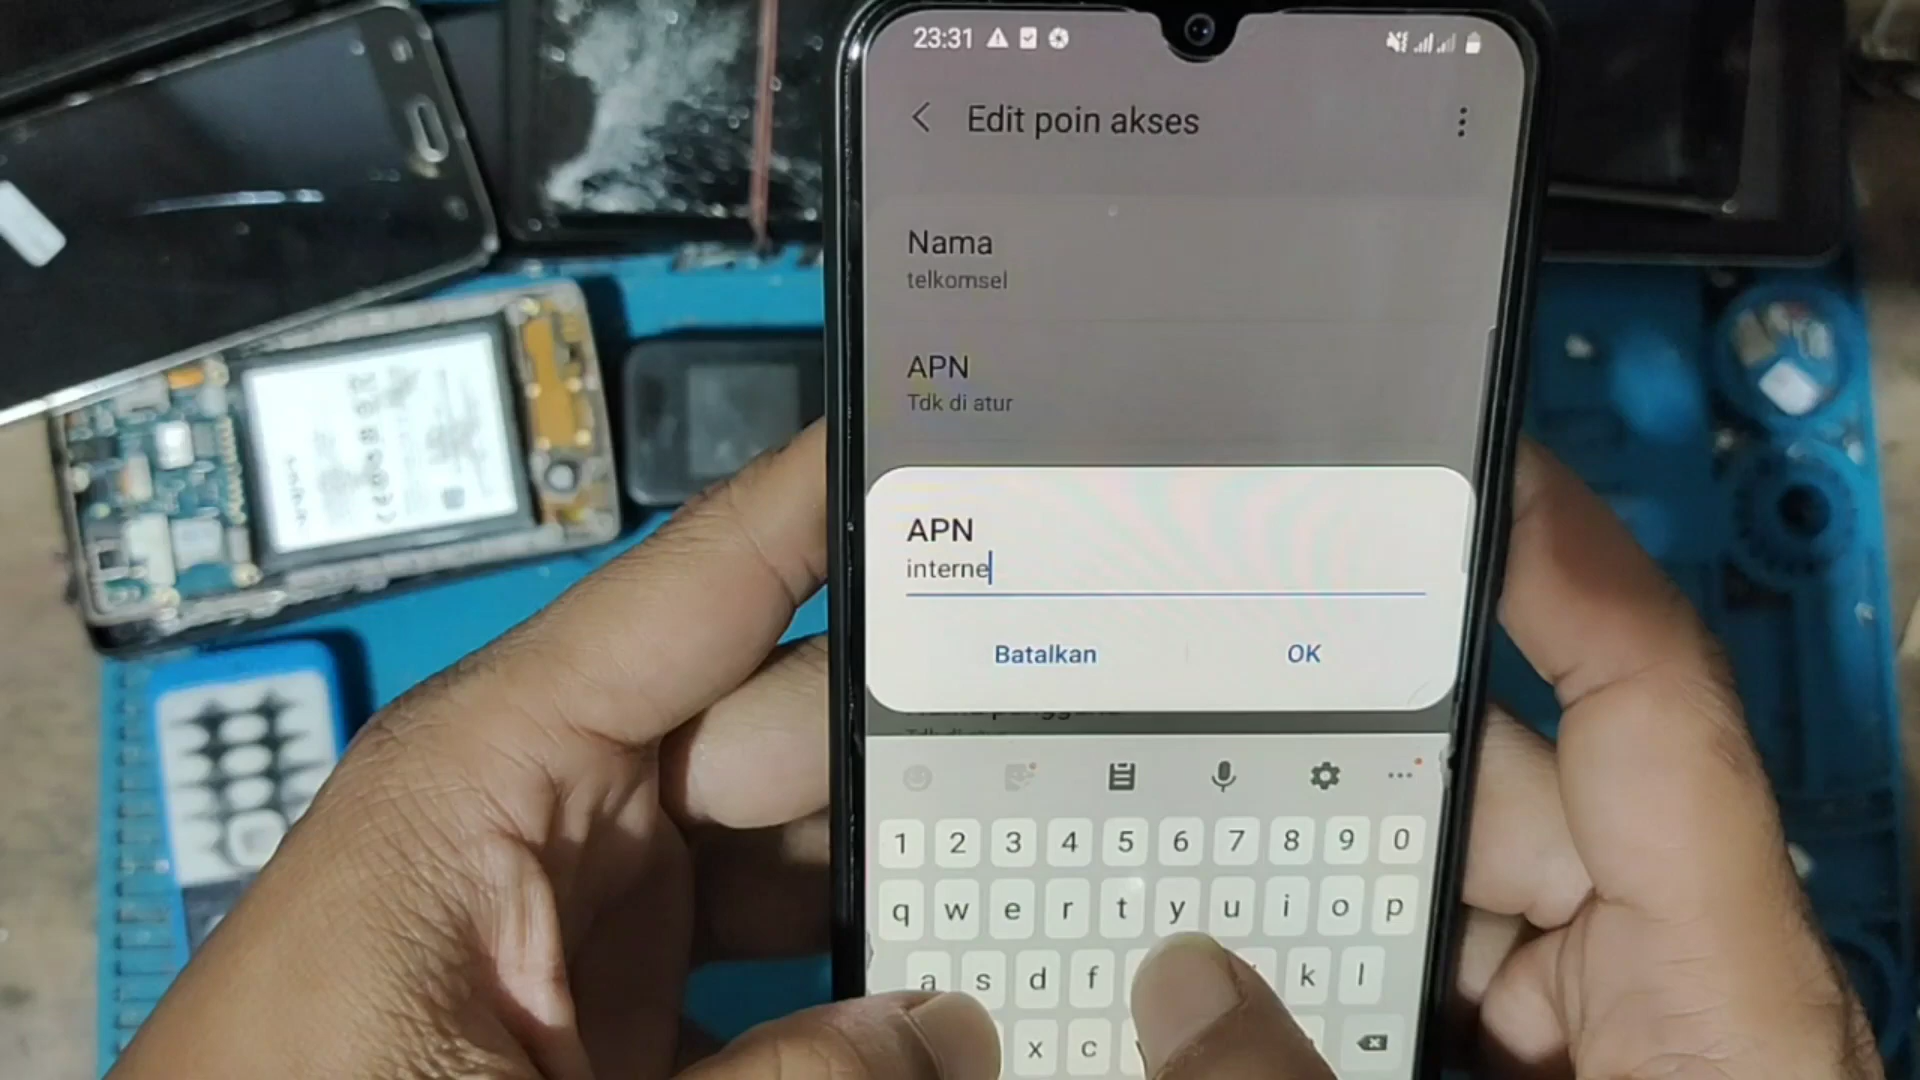 23:31
Edit poin akses
Nama
telkomsel
APN
Tdk di atur
APN
interne
Batalkan OK
1 2 3 4 5 6 7 8 9 0
q w e r t y u i o p
a s d f k l
x c